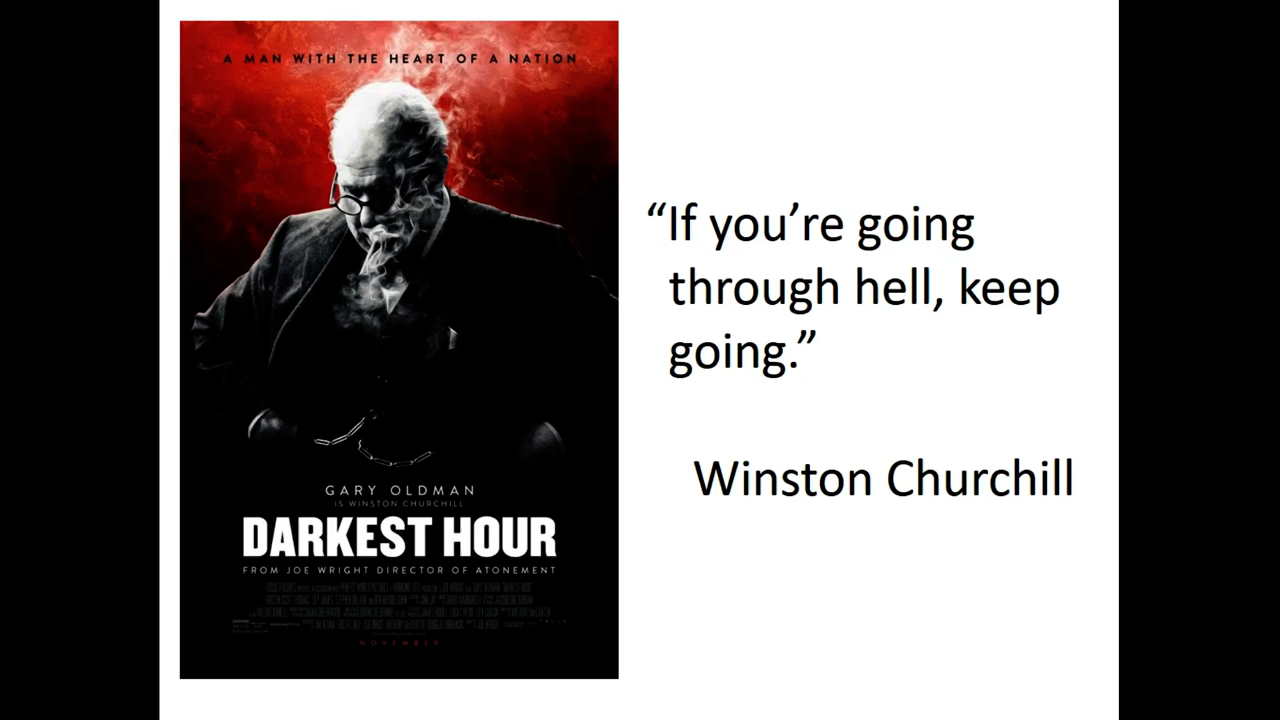 A MAN WITH THE HEART OF A NATION
GARY OLDMAN
IS WINSTON CHURCHILL
DARKEST HOUR
FROM JOE WRIGHT DIRECTOR OF ATONEMENT
NOVEMBER
“If you’re going
through hell, keep
going.”
Winston Churchill